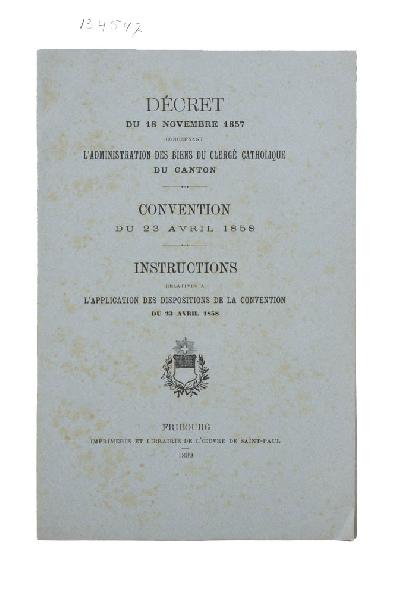 134542
DÉCRET
DU 18 NOVEMBRE 1857
CONCERNANT
L'ADMINISTRATION DES BIENS DU CLERGÉ CATHOLIQUE
DU CANTON
CONVENTION
DU 23 AVRIL 1858
INSTRUCTIONS
RELATIVES A
L'APPLICATION DES DISPOSITIONS DE LA CONVENTION
DU 23 AVRIL 1858
FRIBOURG
IMPRIMERIE ET LIBRAIRIE DE L'ŒUVRE DE SAINT-PAUL